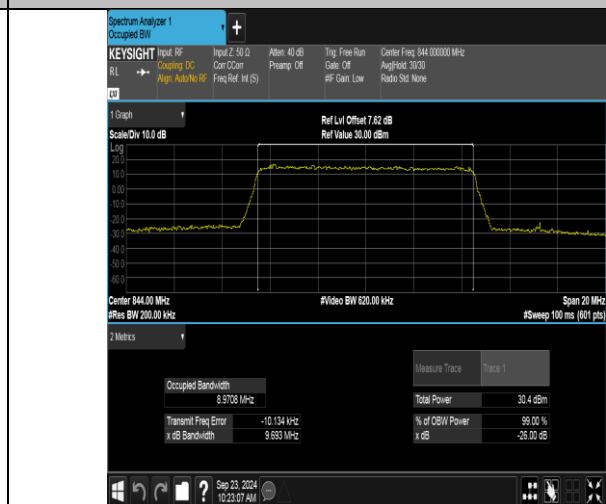 Spectrum Analyzer 1
Occupied BW
+
KEYSIGHT Input: RF Input Z: 50 Ω Atten: 40 dB Trig: Free Run Center Freq: 844.000000 MHz
RL Coupling: DC Corr CCorr Preamp: Off Gate: Off Avg|Hold: 30/30
Align: Auto/No RF Freq Ref: Int (S) #IF Gain: Low Radio Std: None
LXI
1 Graph Ref Lvl Offset 7.62 dB
Scale/Div 10.0 dB Ref Value 30.00 dBm
Log
20.0
10.0
0.00
-10.0
-20.0
-30.0
-40.0
-50.0
-60.0
Center 844.00 MHz #Video BW 620.00 kHz Span 20 MHz
#Res BW 200.00 kHz #Sweep 100 ms (601 pts)
2 Metrics
Measure Trace Trace 1
Occupied Bandwidth
8.9708 MHz Total Power 30.4 dBm
Transmit Freq Error -10.134 kHz % of OBW Power 99.00 %
x dB Bandwidth 9.693 MHz x dB -26.00 dB
? Sep 23, 2024
10:23:07 AM